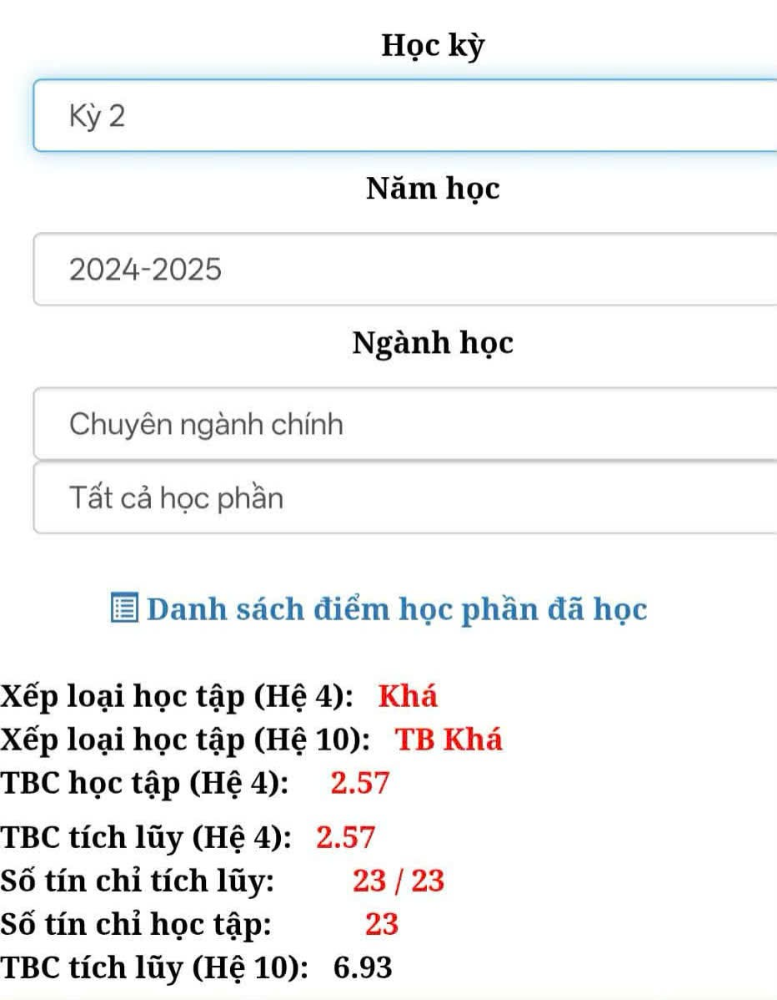 Học kỳ
Kỳ 2
Năm học
2024-2025
Ngành học
Chuyên ngành chính
Tất cả học phần
Danh sách điểm học phần đã học
Xếp loại học tập (Hệ 4): Khá
Xếp loại học tập (Hệ 10): TB Khá
TBC học tập (Hệ 4): 2.57
TBC tích lũy (Hệ 4): 2.57
Số tín chỉ tích lũy: 23 / 23
Số tín chỉ học tập: 23
TBC tích lũy (Hệ 10): 6.93